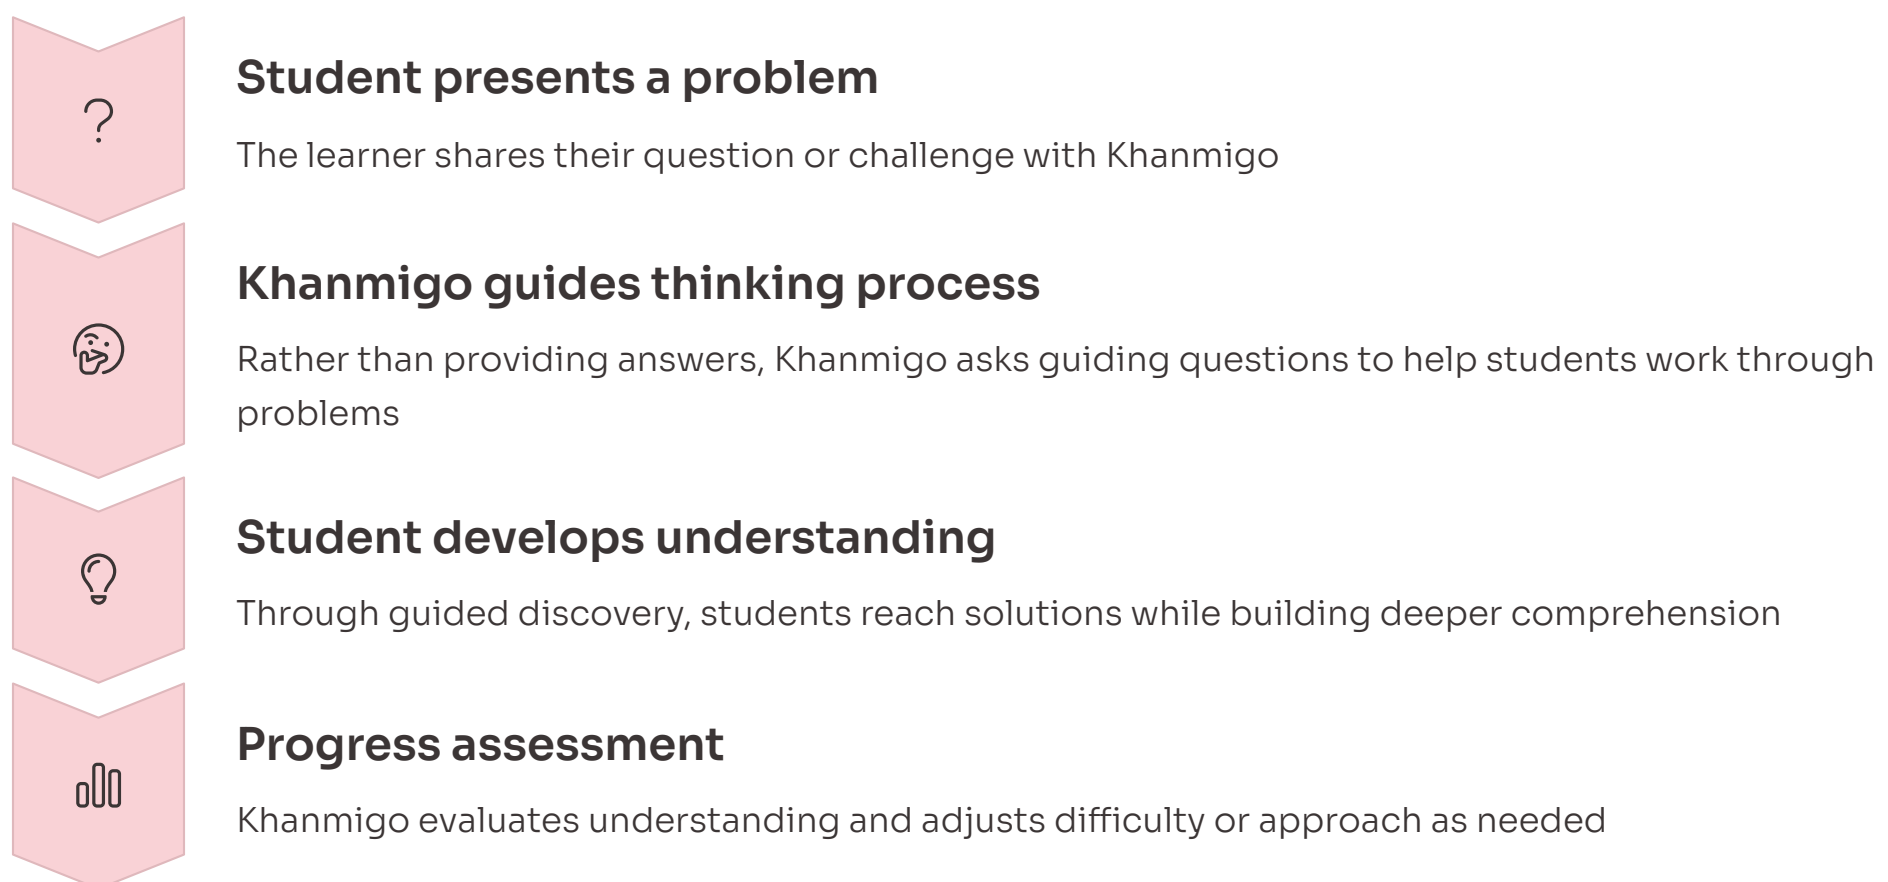 Student presents a problem
The learner shares their question or challenge with Khanmigo
Khanmigo guides thinking process
Rather than providing answers, Khanmigo asks guiding questions to help students work through
problems
Student develops understanding
Through guided discovery, students reach solutions while building deeper comprehension
Progress assessment
Khanmigo evaluates understanding and adjusts difficulty or approach as needed